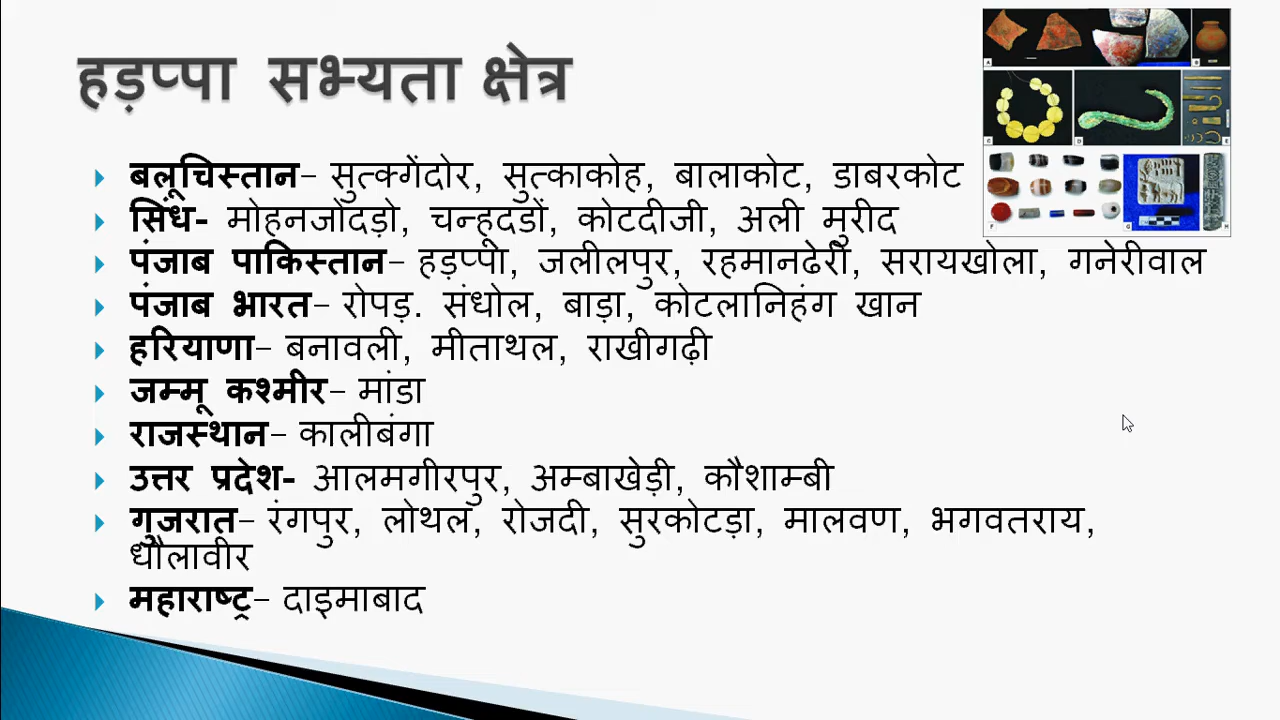 हड़प्पा सभ्यता क्षेत्र
बलूचिस्तान- सुत्क्गेंदोर, सुत्काकोह, बालाकोट, डाबरकोट
सिंध- मोहनजोदड़ो, चन्हूदडों, कोटदीजी, अली मुरीद
पंजाब पाकिस्तान- हड़प्पा, जलीलपुर, रहमानढेरी, सरायखोला, गनेरीवाल
पंजाब भारत- रोपड़. संधोल, बाड़ा, कोटलानिहंग खान
हरियाणा- बनावली, मीताथल, राखीगढ़ी
जम्मू कश्मीर- मांडा
राजस्थान- कालीबंगा
उत्तर प्रदेश- आलमगीरपुर, अम्बाखेड़ी, कौशाम्बी
गुजरात- रंगपुर, लोथल, रोजदी, सुरकोटड़ा, मालवण, भगवतराय,
धौलावीर
महाराष्ट्र- दाइमाबाद